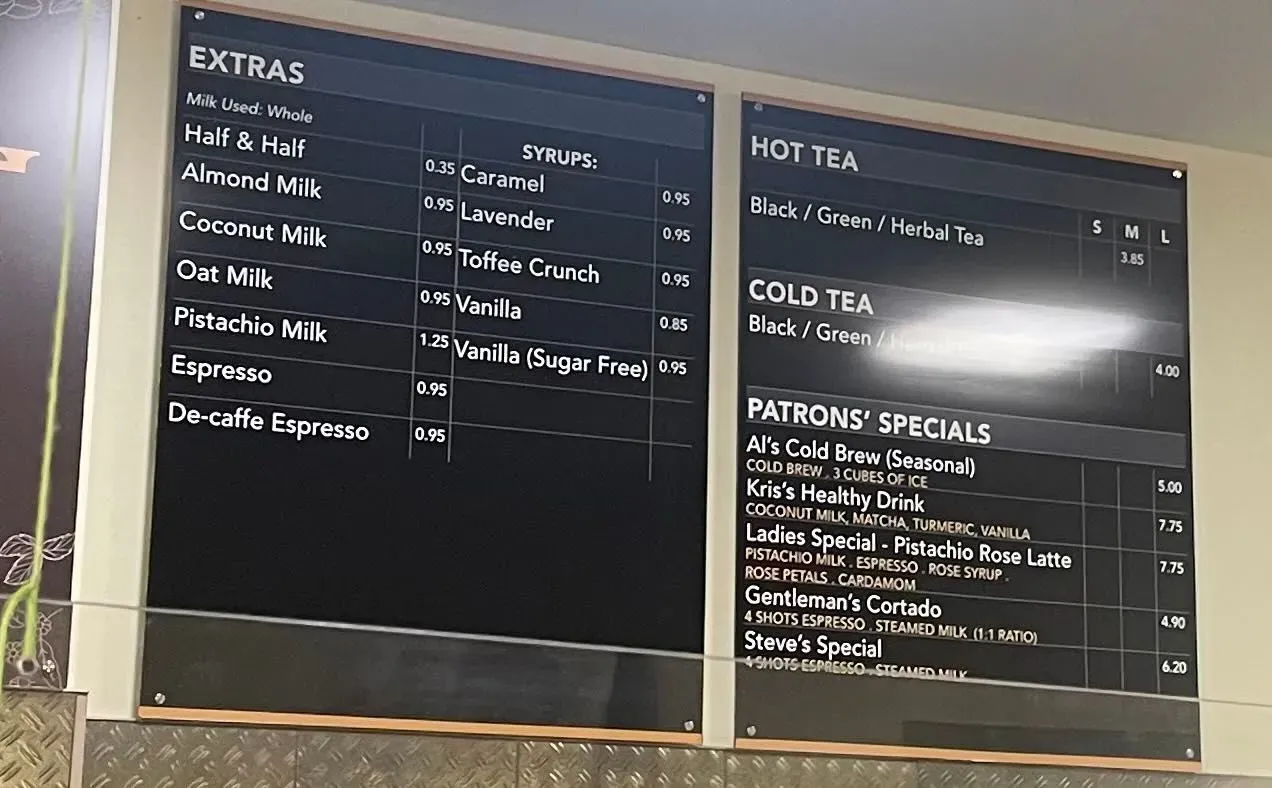 EXTRAS
Milk Used: Whole
Half & Half 0.35
Almond Milk 0.95
Coconut Milk 0.95
Oat Milk 0.95
Pistachio Milk 1.25
Espresso 0.95
De-caffe Espresso 0.95
SYRUPS:
Caramel 0.95
Lavender 0.95
Toffee Crunch 0.95
Vanilla 0.85
Vanilla (Sugar Free) 0.95
HOT TEA
S M L
Black / Green / Herbal Tea 3.85
COLD TEA
Black / Green / 4.00
PATRONS' SPECIALS
Al's Cold Brew (Seasonal) 5.00
COLD BREW . 3 CUBES OF ICE
Kris's Healthy Drink 7.75
COCONUT MILK, MATCHA, TURMERIC, VANILLA
Ladies Special - Pistachio Rose Latte 7.75
PISTACHIO MILK . ESPRESSO . ROSE SYRUP .
ROSE PETALS . CARDAMOM
Gentleman's Cortado 4.90
4 SHOTS ESPRESSO . STEAMED MILK (1:1 RATIO)
Steve's Special 6.20
4 SHOTS ESPRESSO . STEAMED MILK